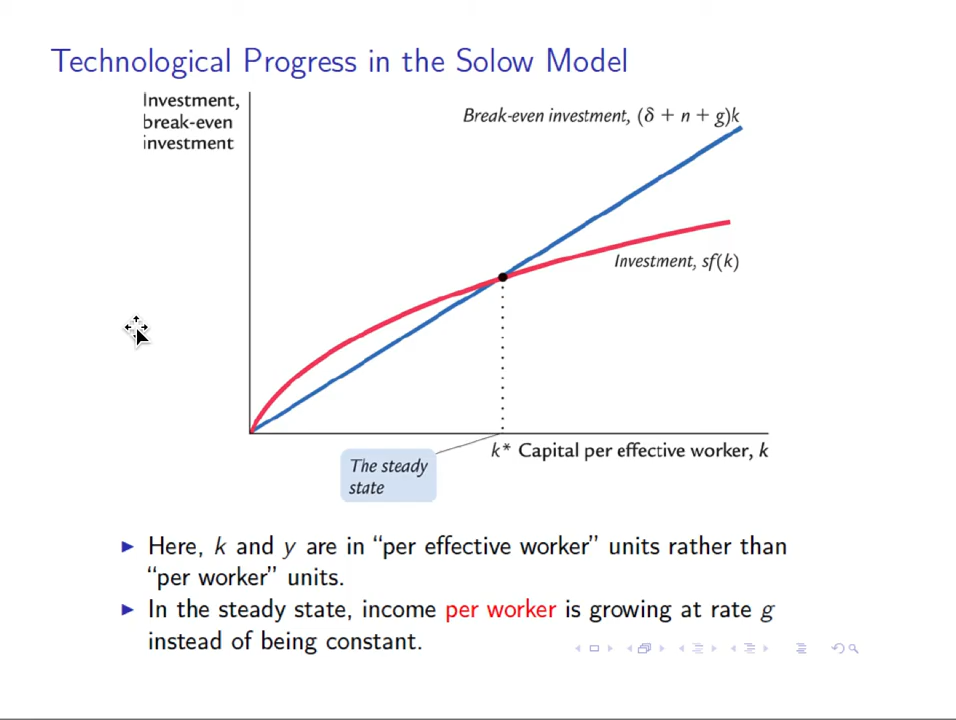 Technological Progress in the Solow Model
Investment,
break-even
investment
Break-even investment, (δ + n + g)k
Investment, sf(k)
k* Capital per effective worker, k
The steady
state
Here, k and y are in “per effective worker” units rather than
“per worker” units.
In the steady state, income per worker is growing at rate g
instead of being constant.